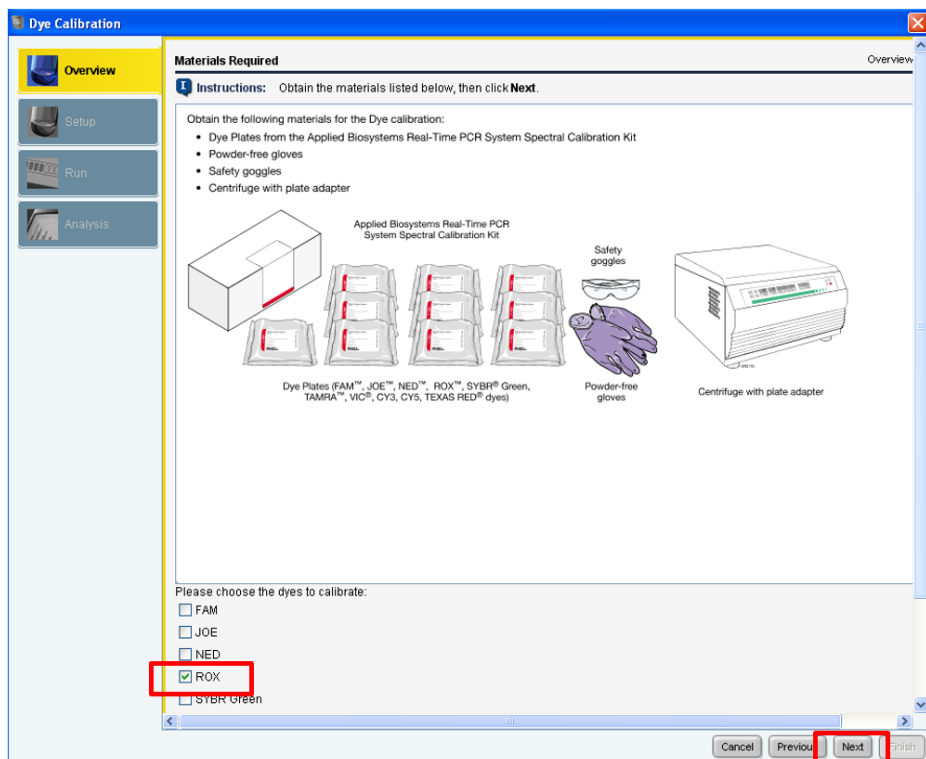 Dye Calibration
Overview
Setup
Run
Analysis
Materials Required
Overview
Instructions: Obtain the materials listed below, then click Next.
Obtain the following materials for the Dye calibration:
• Dye Plates from the Applied Biosystems Real-Time PCR System Spectral Calibration Kit
• Powder-free gloves
• Safety goggles
• Centrifuge with plate adapter
Applied Biosystems Real-Time PCR
System Spectral Calibration Kit
Safety
goggles
Dye Plates (FAM™, JOE™, NED™, ROX™, SYBR® Green,
TAMRA™, VIC®, CY3, CY5, TEXAS RED® dyes)
Powder-free
gloves
Centrifuge with plate adapter
Please choose the dyes to calibrate:
FAM
JOE
NED
ROX
SYBR Green
Cancel
Previou
Next
Finish